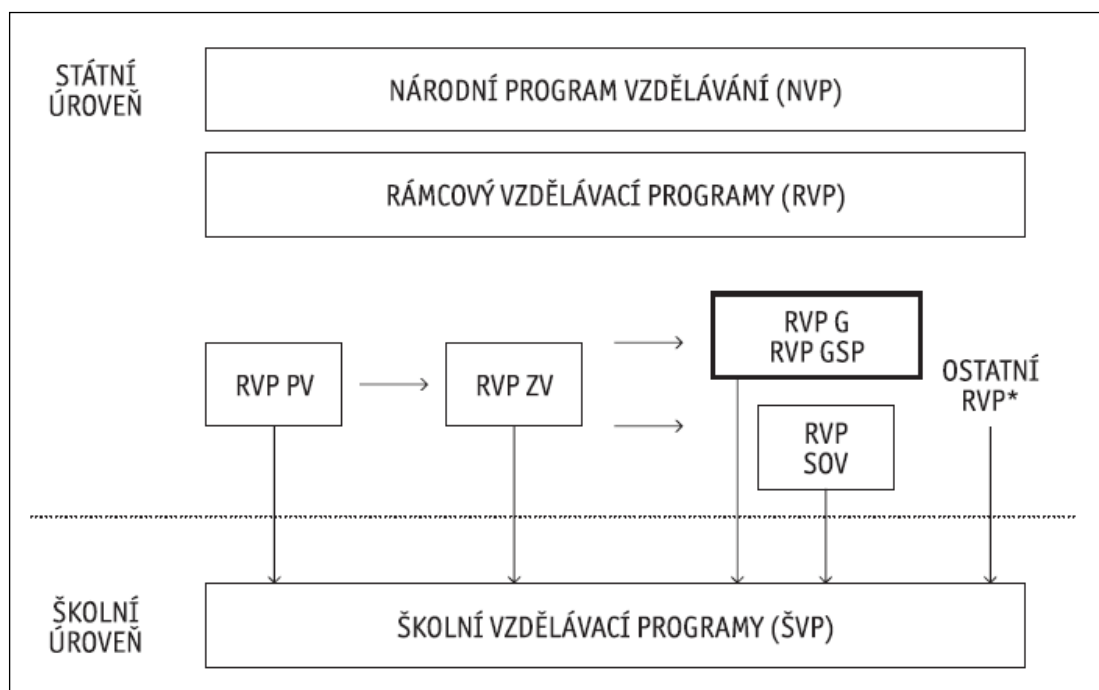 STÁTNÍ
ÚROVEŇ
NÁRODNÍ PROGRAM VZDĚLÁVÁNÍ (NVP)
RÁMCOVÝ VZDĚLÁVACÍ PROGRAMY (RVP)
RVP PV
RVP ZV
RVP G
RVP GSP
RVP
SOV
OSTATNÍ
RVP*
ŠKOLNÍ
ÚROVEŇ
ŠKOLNÍ VZDĚLÁVACÍ PROGRAMY (ŠVP)